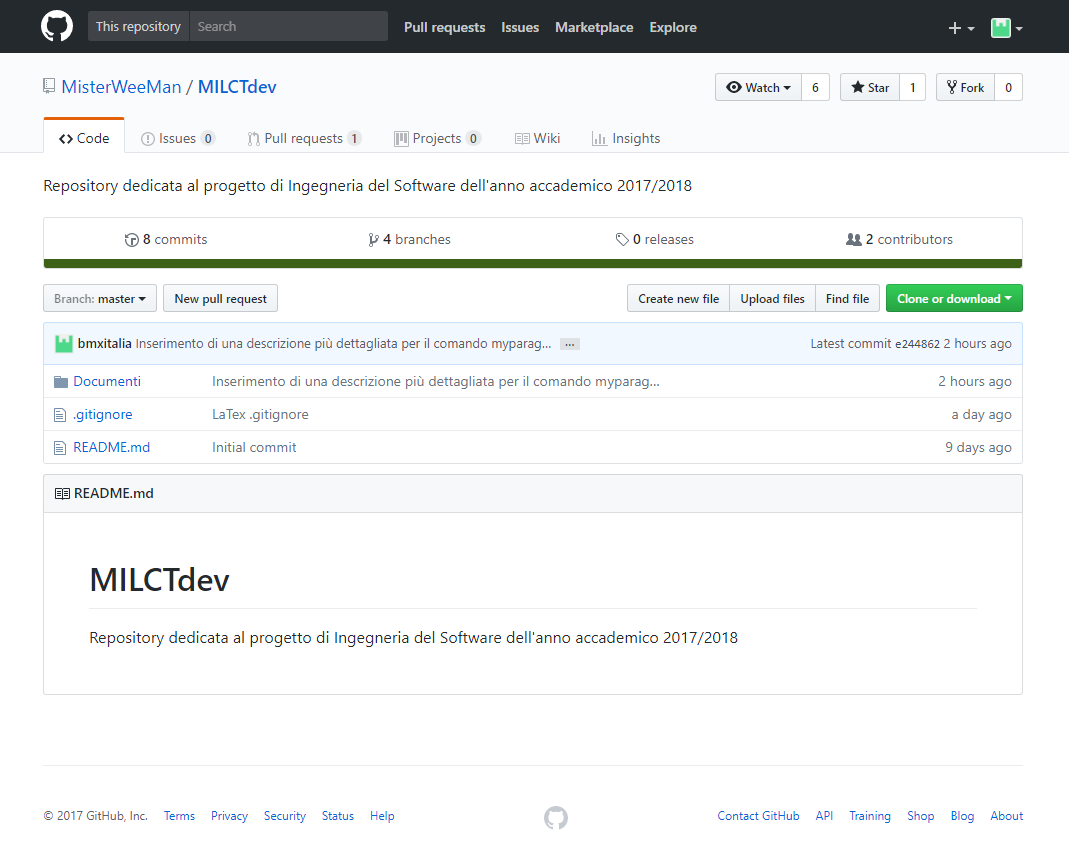 This repository Search Pull requests Issues Marketplace Explore
MisterWeeMan / MILCTdev Watch 6 Star 1 Fork 0
Code Issues 0 Pull requests 1 Projects 0 Wiki Insights
Repository dedicata al progetto di Ingegneria del Software dell'anno accademico 2017/2018
8 commits 4 branches 0 releases 2 contributors
Branch: master New pull request Create new file Upload files Find file Clone or download
bmxitalia Inserimento di una descrizione più dettagliata per il comando myparag... ... Latest commit e244862 2 hours ago
Documenti Inserimento di una descrizione più dettagliata per il comando myparag... 2 hours ago
.gitignore LaTex .gitignore a day ago
README.md Initial commit 9 days ago
README.md
MILCTdev
Repository dedicata al progetto di Ingegneria del Software dell'anno accademico 2017/2018
© 2017 GitHub, Inc. Terms Privacy Security Status Help Contact GitHub API Training Shop Blog About